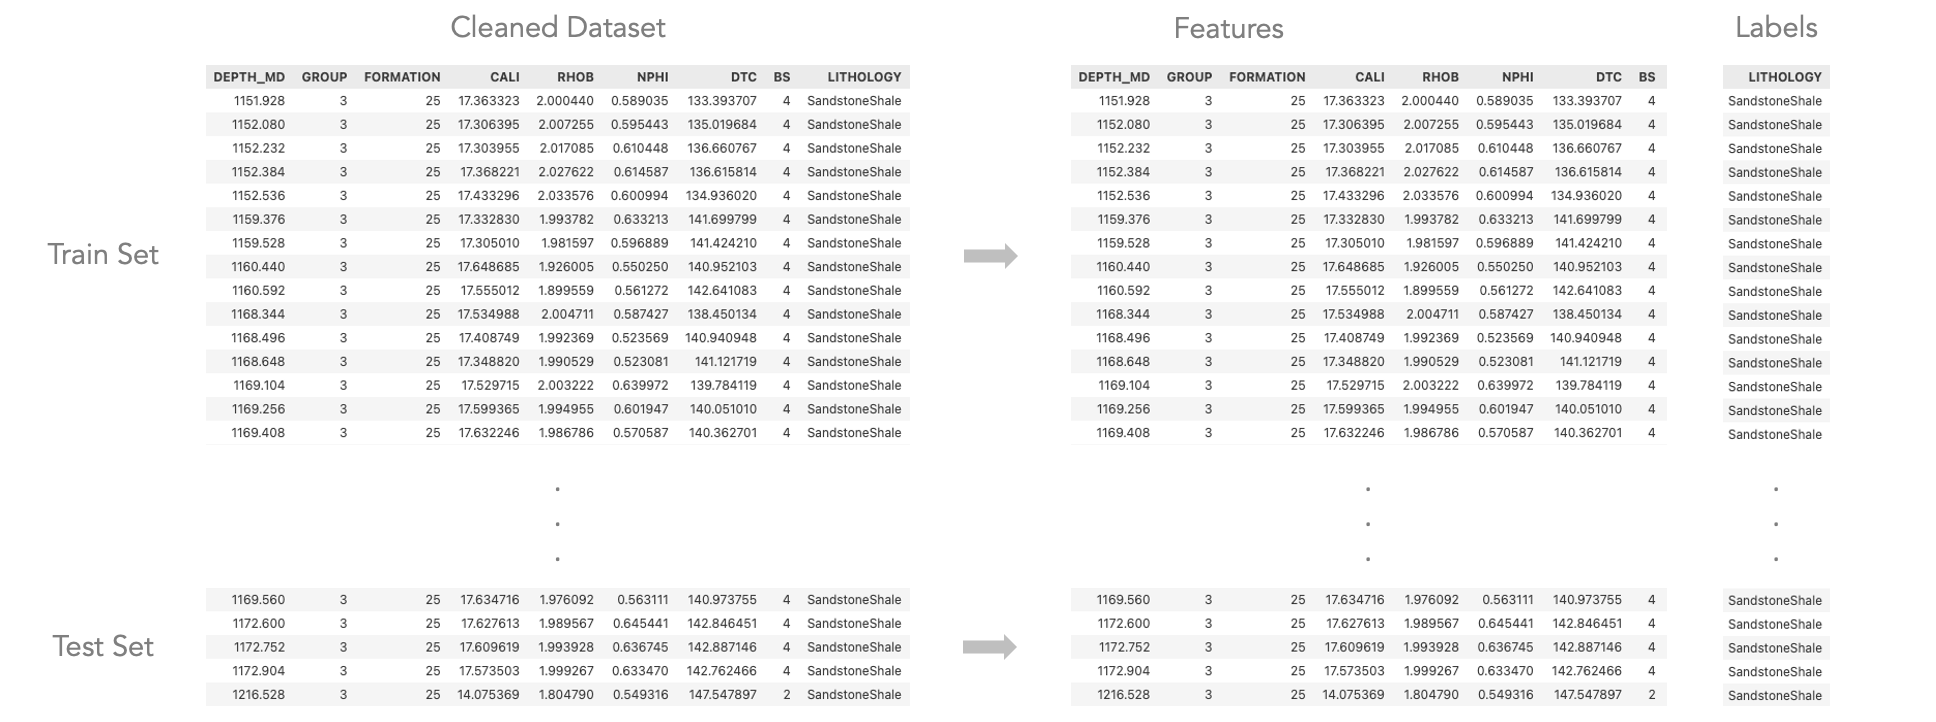 Cleaned Dataset Features Labels
DEPTH_MD GROUP FORMATION CALI RHOB NPHI DTC BS LITHOLOGY DEPTH_MD GROUP FORMATION CALI RHOB NPHI DTC BS LITHOLOGY
1151.928 3 25 17.363323 2.000440 0.589035 133.393707 4 SandstoneShale 1151.928 3 25 17.363323 2.000440 0.589035 133.393707 4 SandstoneShale
1152.080 3 25 17.306395 2.007255 0.595443 135.019684 4 SandstoneShale 1152.080 3 25 17.306395 2.007255 0.595443 135.019684 4 SandstoneShale
1152.232 3 25 17.303955 2.017085 0.610448 136.660767 4 SandstoneShale 1152.232 3 25 17.303955 2.017085 0.610448 136.660767 4 SandstoneShale
1152.384 3 25 17.368221 2.027622 0.614587 136.615814 4 SandstoneShale 1152.384 3 25 17.368221 2.027622 0.614587 136.615814 4 SandstoneShale
1152.536 3 25 17.433296 2.033576 0.600994 134.936020 4 SandstoneShale 1152.536 3 25 17.433296 2.033576 0.600994 134.936020 4 SandstoneShale
1159.376 3 25 17.332830 1.993782 0.633213 141.699799 4 SandstoneShale 1159.376 3 25 17.332830 1.993782 0.633213 141.699799 4 SandstoneShale
Train Set 1159.528 3 25 17.305010 1.981597 0.596889 141.424210 4 SandstoneShale 1159.528 3 25 17.305010 1.981597 0.596889 141.424210 4 SandstoneShale
1160.440 3 25 17.648685 1.926005 0.550250 140.952103 4 SandstoneShale 1160.440 3 25 17.648685 1.926005 0.550250 140.952103 4 SandstoneShale
1160.592 3 25 17.555012 1.899559 0.561272 142.641083 4 SandstoneShale 1160.592 3 25 17.555012 1.899559 0.561272 142.641083 4 SandstoneShale
1168.344 3 25 17.534988 2.004711 0.587427 138.450134 4 SandstoneShale 1168.344 3 25 17.534988 2.004711 0.587427 138.450134 4 SandstoneShale
1168.496 3 25 17.408749 1.992369 0.523569 140.940948 4 SandstoneShale 1168.496 3 25 17.408749 1.992369 0.523569 140.940948 4 SandstoneShale
1168.648 3 25 17.348820 1.990529 0.523081 141.121719 4 SandstoneShale 1168.648 3 25 17.348820 1.990529 0.523081 141.121719 4 SandstoneShale
1169.104 3 25 17.529715 2.003222 0.639972 139.784119 4 SandstoneShale 1169.104 3 25 17.529715 2.003222 0.639972 139.784119 4 SandstoneShale
1169.256 3 25 17.599365 1.994955 0.601947 140.051010 4 SandstoneShale 1169.256 3 25 17.599365 1.994955 0.601947 140.051010 4 SandstoneShale
1169.408 3 25 17.632246 1.986786 0.570587 140.362701 4 SandstoneShale 1169.408 3 25 17.632246 1.986786 0.570587 140.362701 4 SandstoneShale
. . .
. . .
. . .
1169.560 3 25 17.634716 1.976092 0.563111 140.973755 4 SandstoneShale 1169.560 3 25 17.634716 1.976092 0.563111 140.973755 4 SandstoneShale
1172.600 3 25 17.627613 1.989567 0.645441 142.846451 4 SandstoneShale 1172.600 3 25 17.627613 1.989567 0.645441 142.846451 4 SandstoneShale
Test Set 1172.752 3 25 17.609619 1.993928 0.636745 142.887146 4 SandstoneShale 1172.752 3 25 17.609619 1.993928 0.636745 142.887146 4 SandstoneShale
1172.904 3 25 17.573503 1.999267 0.633470 142.762466 4 SandstoneShale 1172.904 3 25 17.573503 1.999267 0.633470 142.762466 4 SandstoneShale
1216.528 3 25 14.075369 1.804790 0.549316 147.547897 2 SandstoneShale 1216.528 3 25 14.075369 1.804790 0.549316 147.547897 2 SandstoneShale